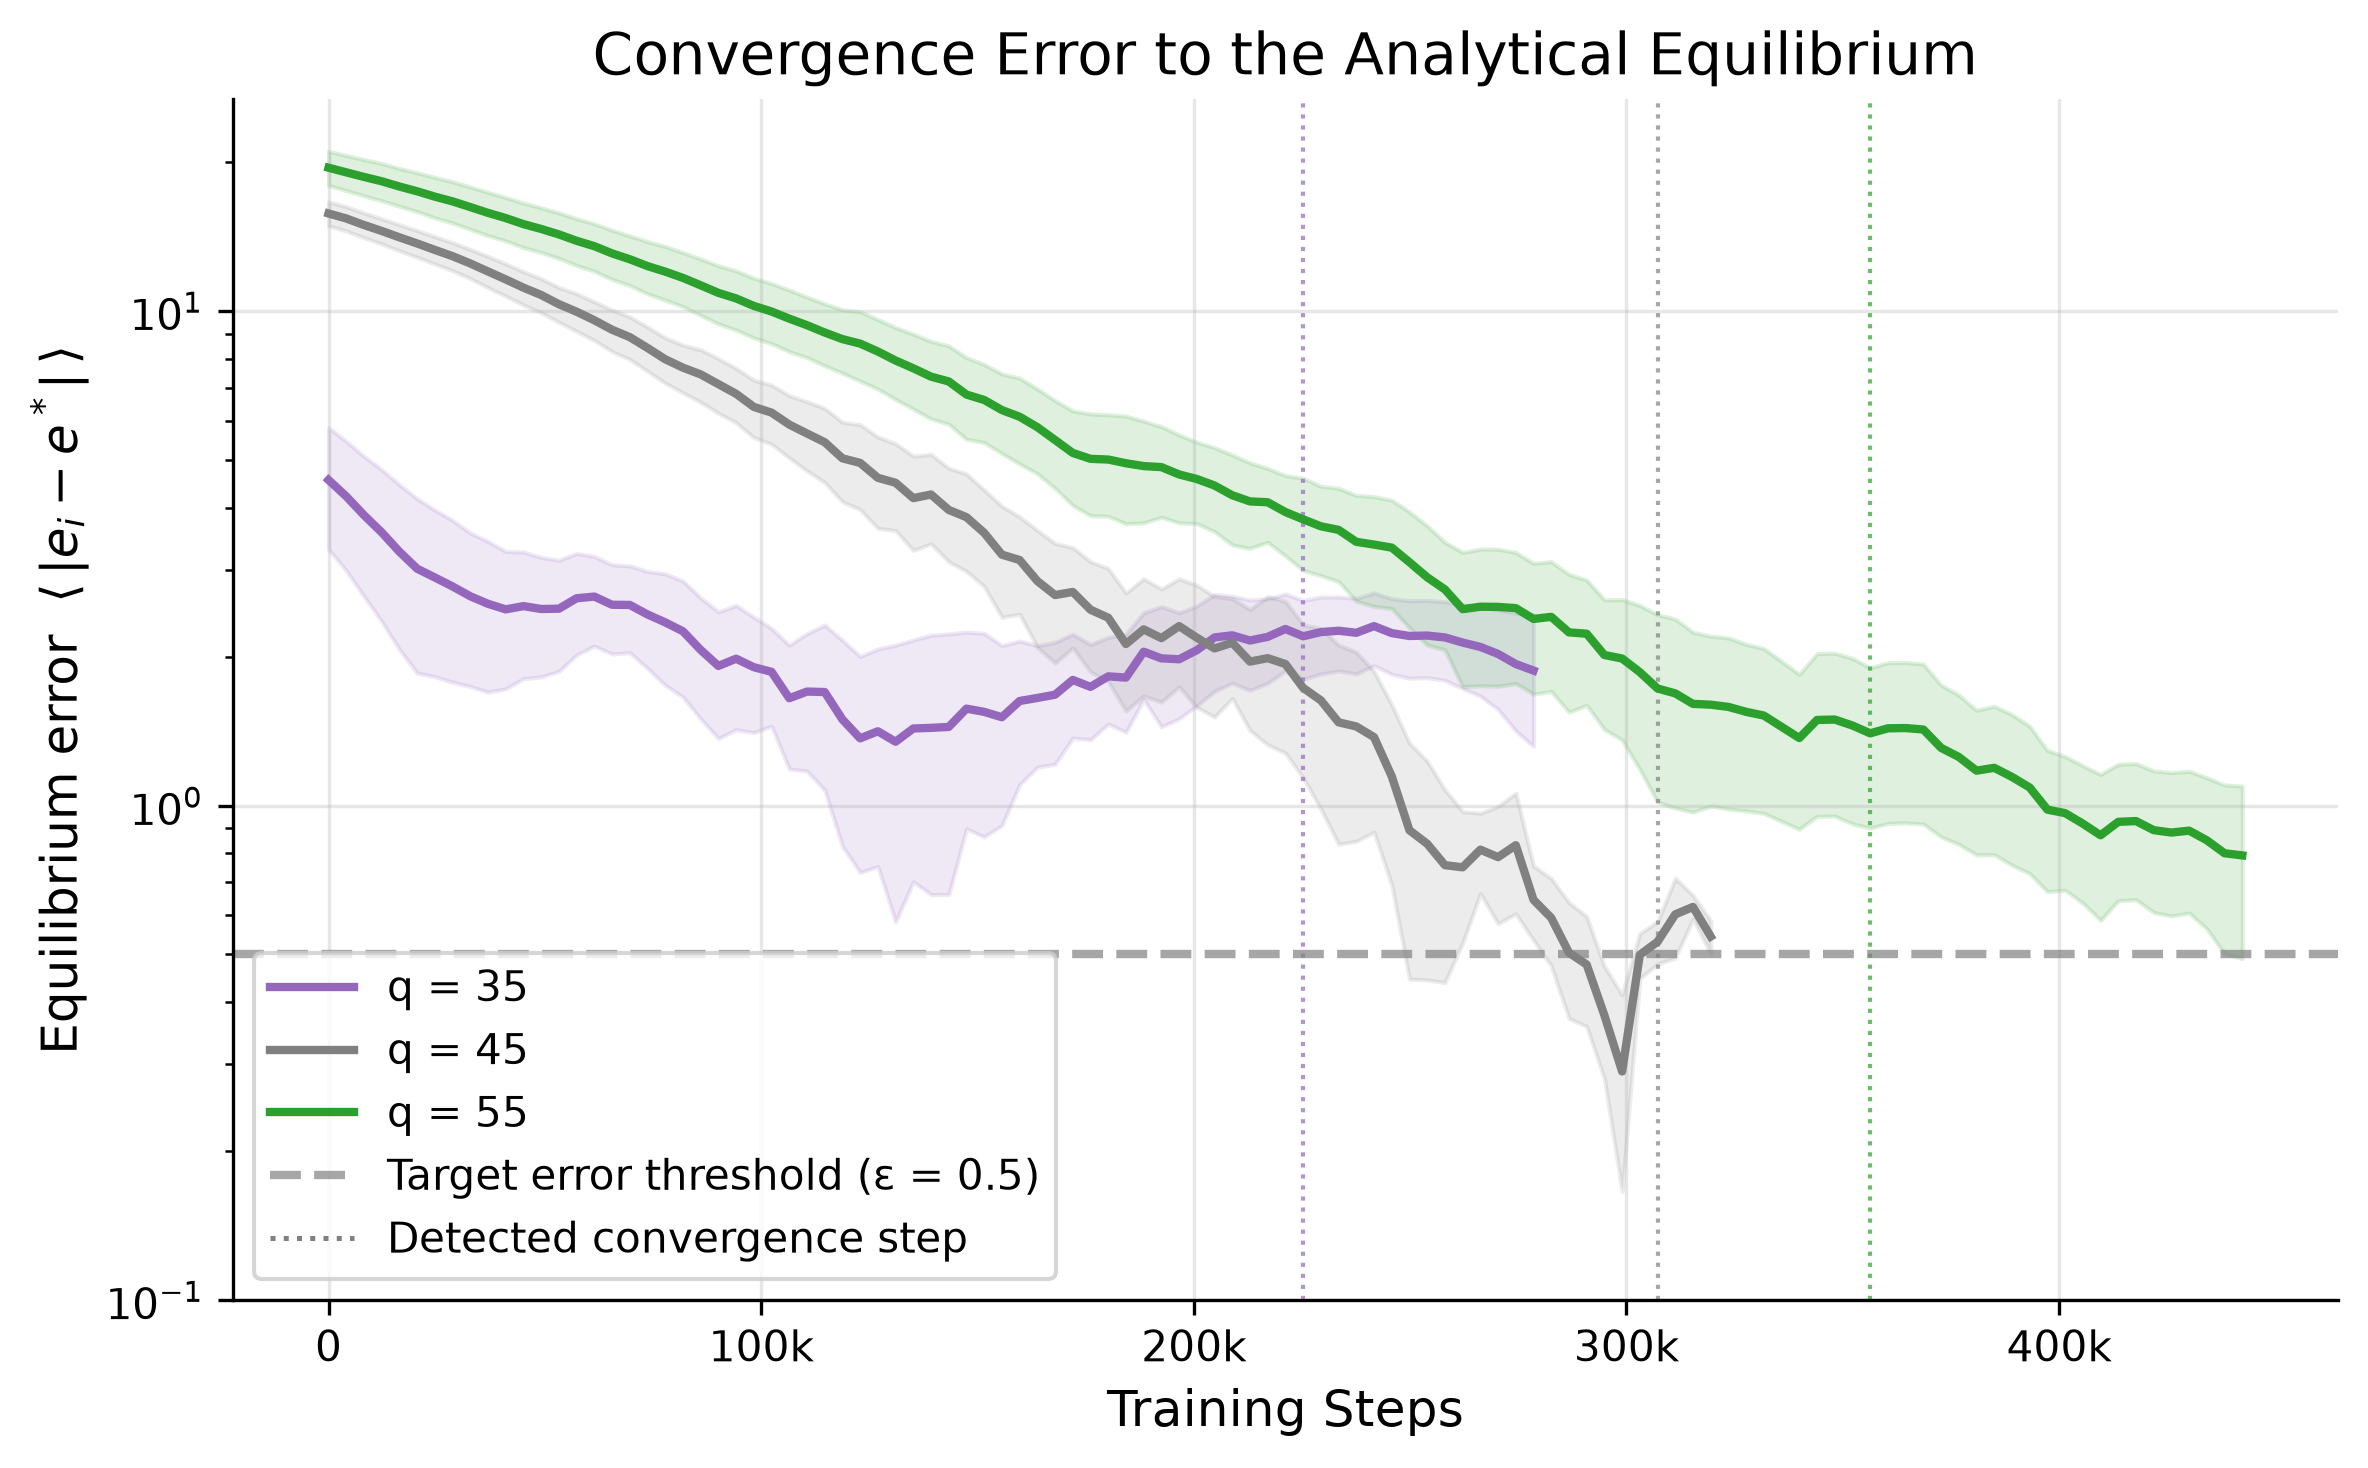 Convergence Error to the Analytical Equilibrium
Equilibrium error ⟨ |eᵢ − e*| ⟩
10¹
10⁰
10⁻¹
q = 35
q = 45
q = 55
Target error threshold (ε = 0.5)
Detected convergence step
0 100k 200k 300k 400k
Training Steps